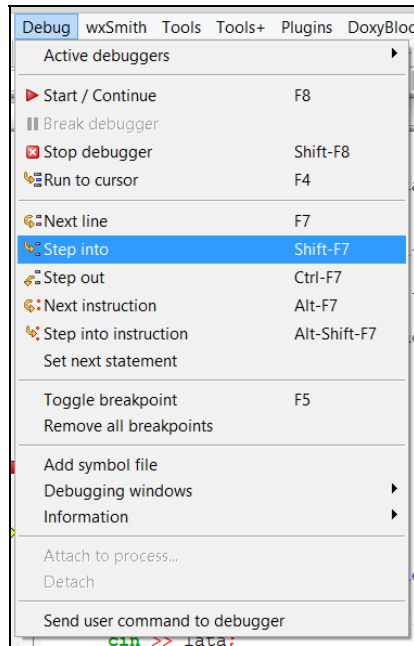 Debug wxSmith Tools Tools+ Plugins DoxyBloc
Active debuggers
Start / Continue F8
Break debugger
Stop debugger Shift-F8
Run to cursor F4
Next line F7
Step into Shift-F7
Step out Ctrl-F7
Next instruction Alt-F7
Step into instruction Alt-Shift-F7
Set next statement
Toggle breakpoint F5
Remove all breakpoints
Add symbol file
Debugging windows
Information
Attach to process...
Detach
Send user command to debugger
cin >> lata;